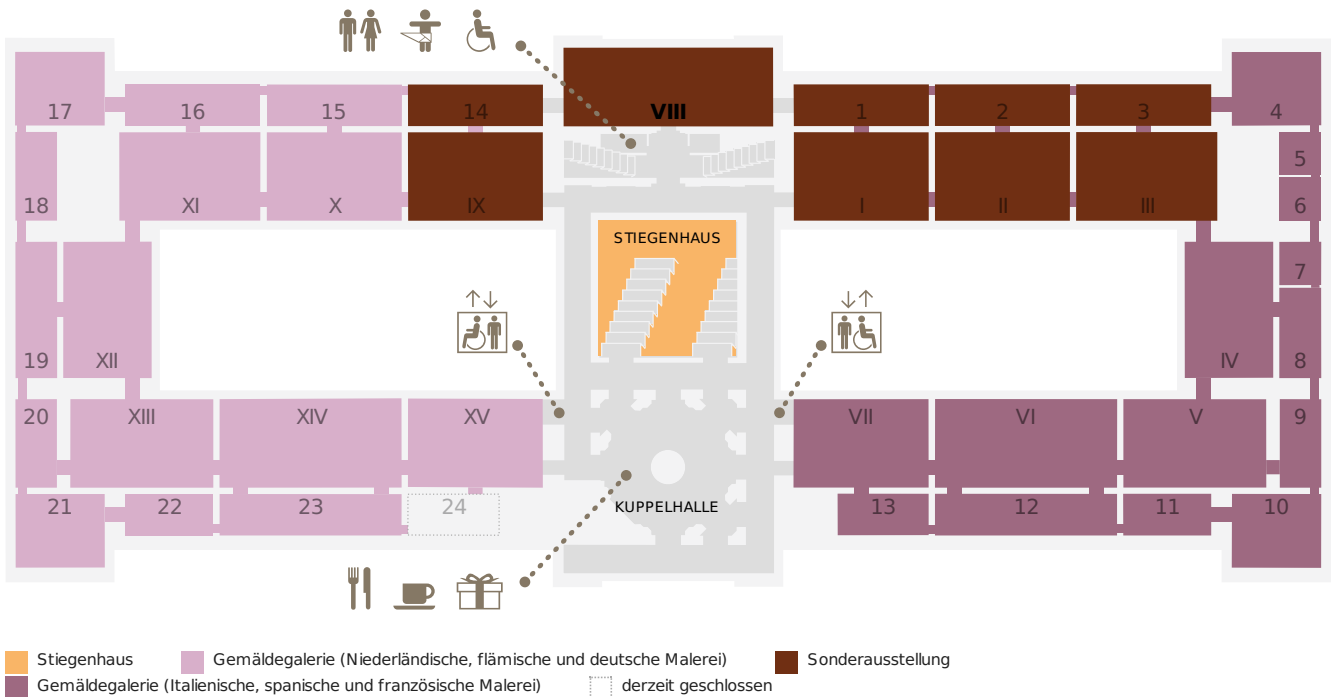 17
16
15
14
VIII
1
2
3
4
5
18
XI
X
IX
I
II
III
6
STIEGENHAUS
7
19
XII
IV
8
20
XIII
XIV
XV
VII
VI
V
9
21
22
23
24
KUPPELHALLE
13
12
11
10
Stiegenhaus
Gemäldegalerie (Niederländische, flämische und deutsche Malerei)
Sonderausstellung
Gemäldegalerie (Italienische, spanische und französische Malerei)
derzeit geschlossen